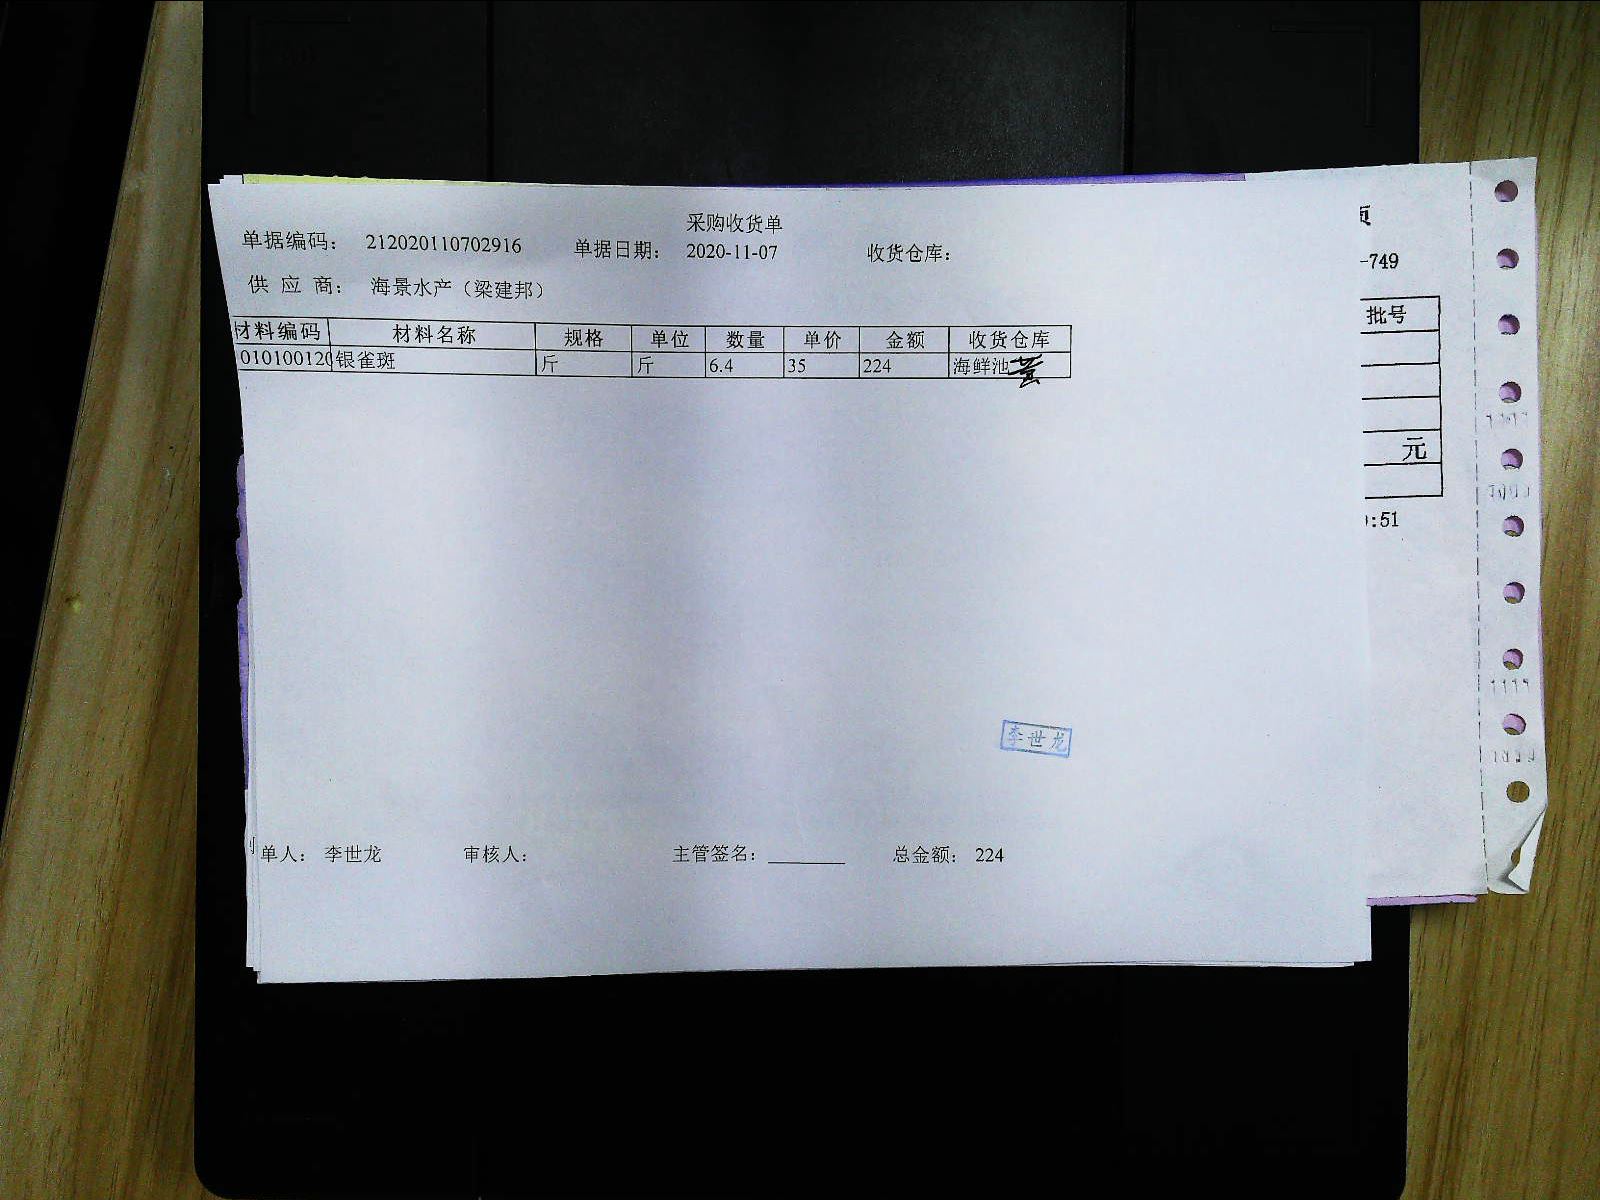 采购收货单
单据编码: 212020110702916 单据日期: 2020-11-07 收货仓库:
供应商: 海景水产（梁建邦）
材料编码 材料名称 规格 单位 数量 单价 金额 收货仓库
010100120 银雀斑 斤 斤 6.4 35 224 海鲜池
李世龙
单人: 李世龙 审核人: 主管签名: 总金额: 224
页
-749
批号
元
:51